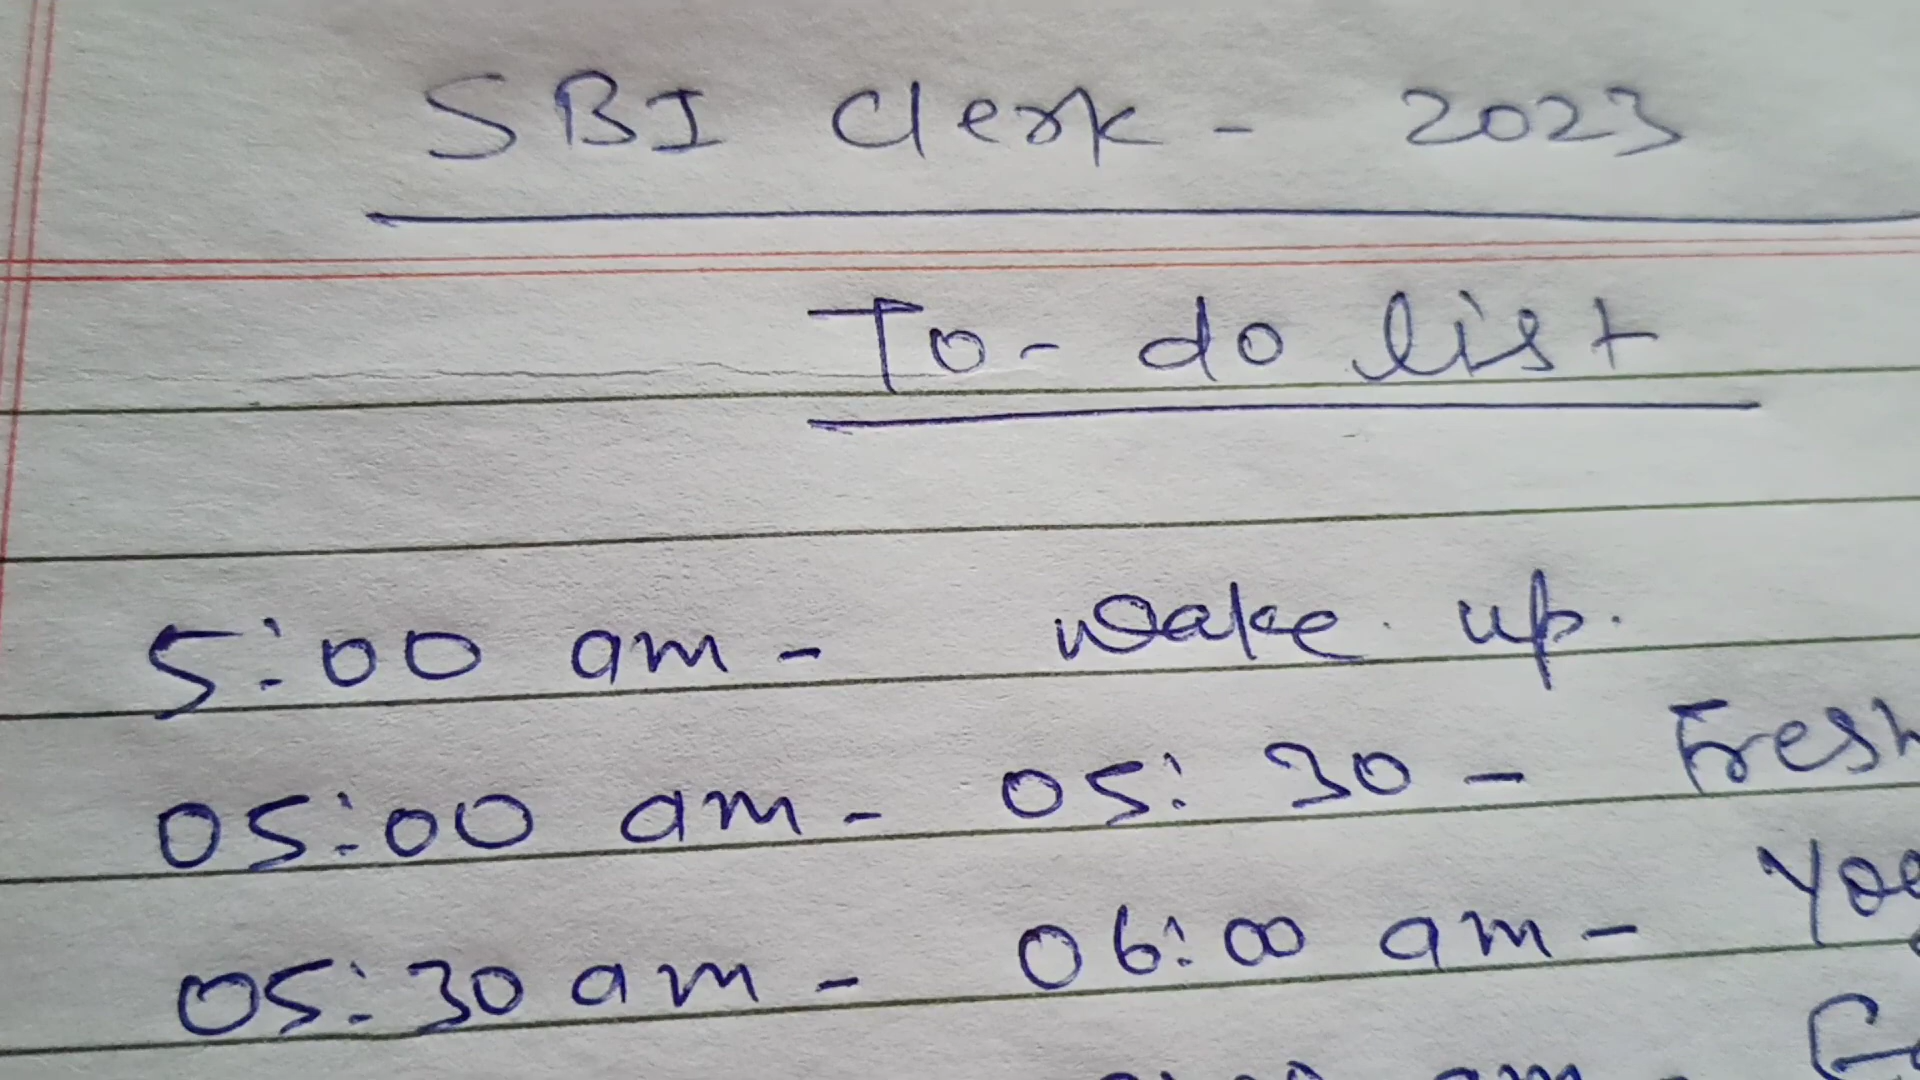 SBI Clerk - 2023
To-do list
5:00 am - wake up.
05:00 am - 05:30 - Fresh
05:30 am - 06:00 am -
am -